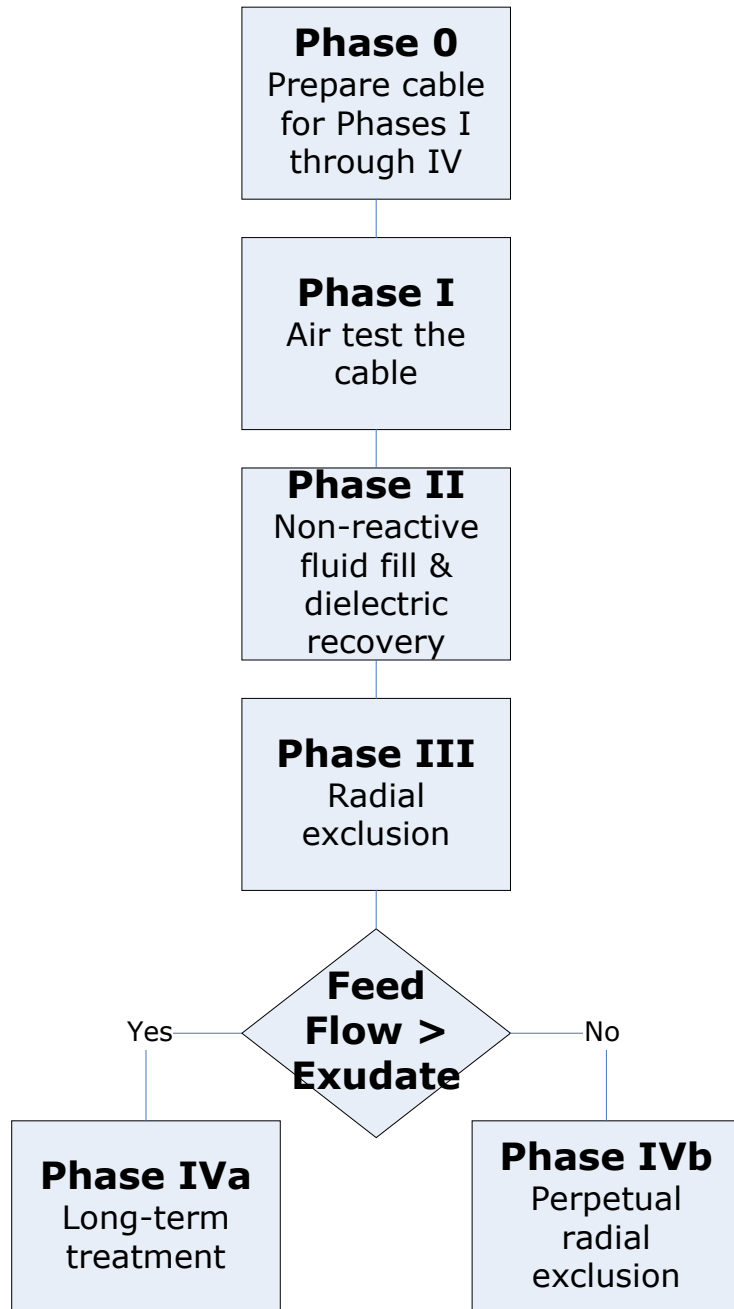 Phase 0
Prepare cable
for Phases I
through IV
Phase I
Air test the
cable
Phase II
Non-reactive
fluid fill &
dielectric
recovery
Phase III
Radial
exclusion
Feed
Flow >
Exudate
Yes
No
Phase IVa
Long-term
treatment
Phase IVb
Perpetual
radial
exclusion